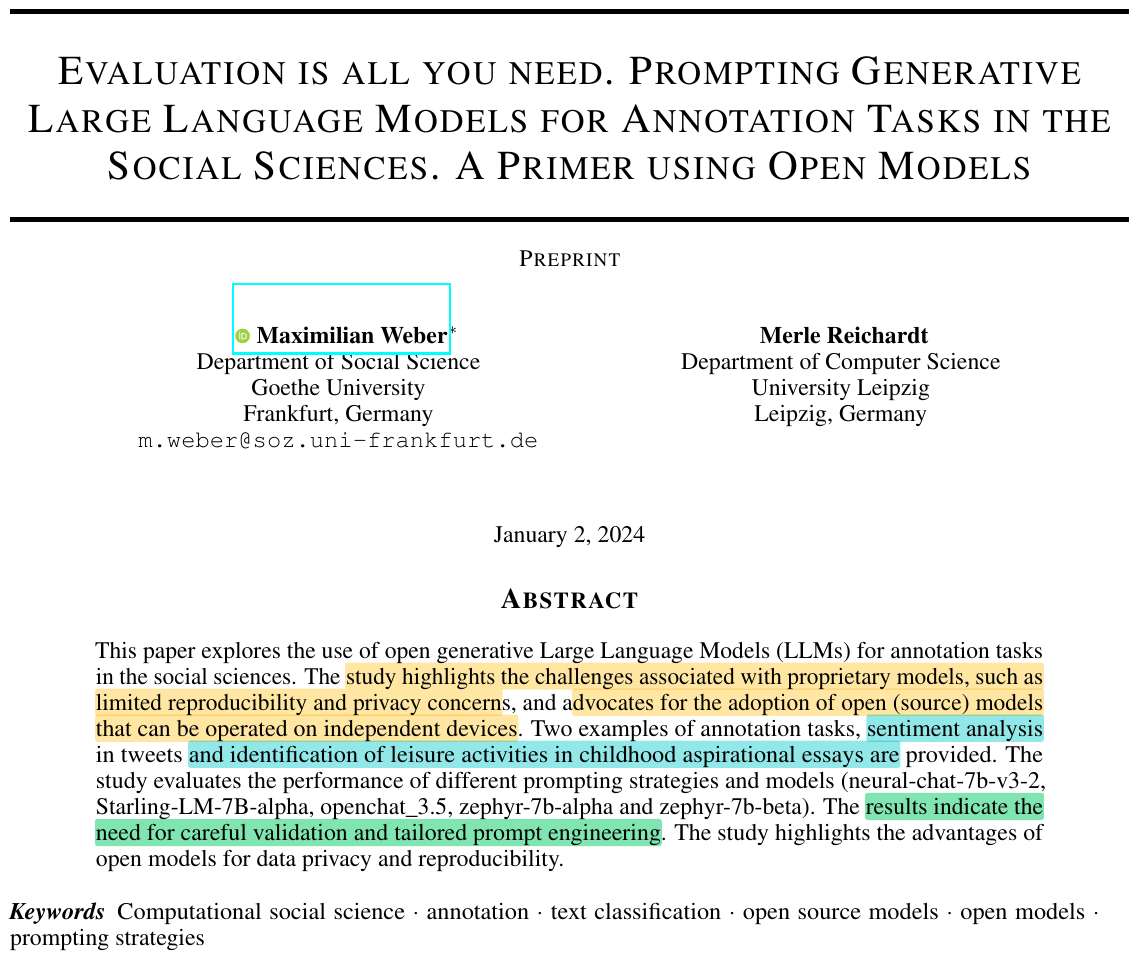 EVALUATION IS ALL YOU NEED. PROMPTING GENERATIVE
LARGE LANGUAGE MODELS FOR ANNOTATION TASKS IN THE
SOCIAL SCIENCES. A PRIMER USING OPEN MODELS
PREPRINT
iD Maximilian Weber*
Department of Social Science
Goethe University
Frankfurt, Germany
m.weber@soz.uni-frankfurt.de
Merle Reichardt
Department of Computer Science
University Leipzig
Leipzig, Germany
January 2, 2024
ABSTRACT
This paper explores the use of open generative Large Language Models (LLMs) for annotation tasks
in the social sciences. The study highlights the challenges associated with proprietary models, such as
limited reproducibility and privacy concerns, and advocates for the adoption of open (source) models
that can be operated on independent devices. Two examples of annotation tasks, sentiment analysis
in tweets and identification of leisure activities in childhood aspirational essays are provided. The
study evaluates the performance of different prompting strategies and models (neural-chat-7b-v3-2,
Starling-LM-7B-alpha, openchat_3.5, zephyr-7b-alpha and zephyr-7b-beta). The results indicate the
need for careful validation and tailored prompt engineering. The study highlights the advantages of
open models for data privacy and reproducibility.
Keywords Computational social science · annotation · text classification · open source models · open models ·
prompting strategies